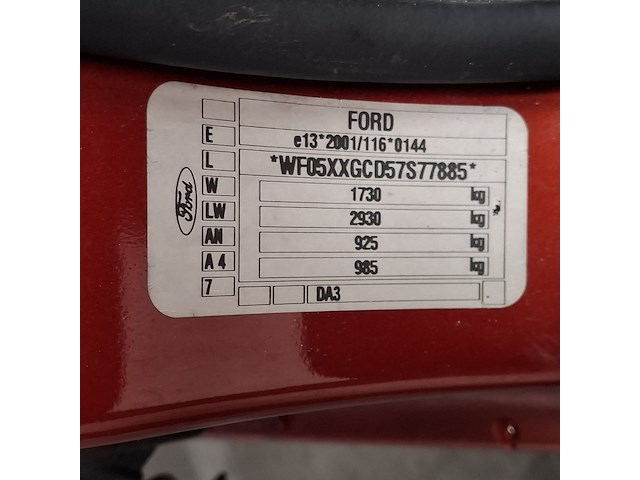 FORD
E
e13*2001/116*0144
L
*WF05XXGCD57S77885*
W
1730 kg
LW
2930 kg
AN
925 kg
A 4
985 kg
7
DA3
Ford